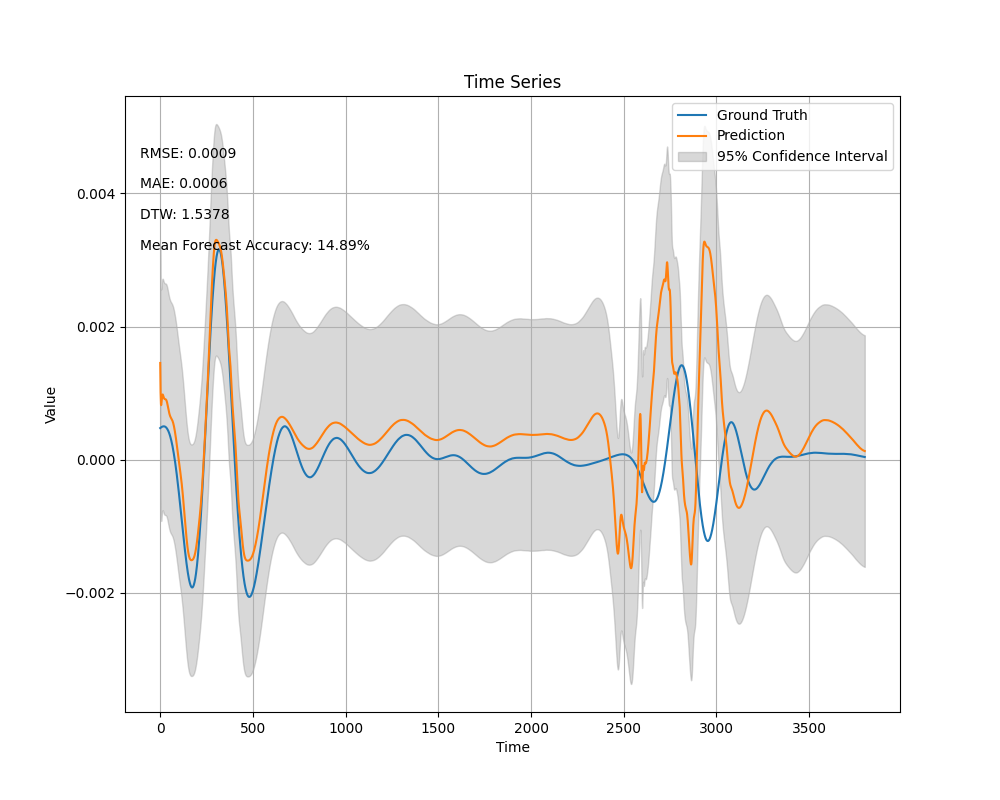 Time Series
Ground Truth
Prediction
95% Confidence Interval
RMSE: 0.0009
MAE: 0.0006
DTW: 1.5378
Mean Forecast Accuracy: 14.89%
0.004
0.002
0.000
−0.002
Value
0 500 1000 1500 2000 2500 3000 3500
Time